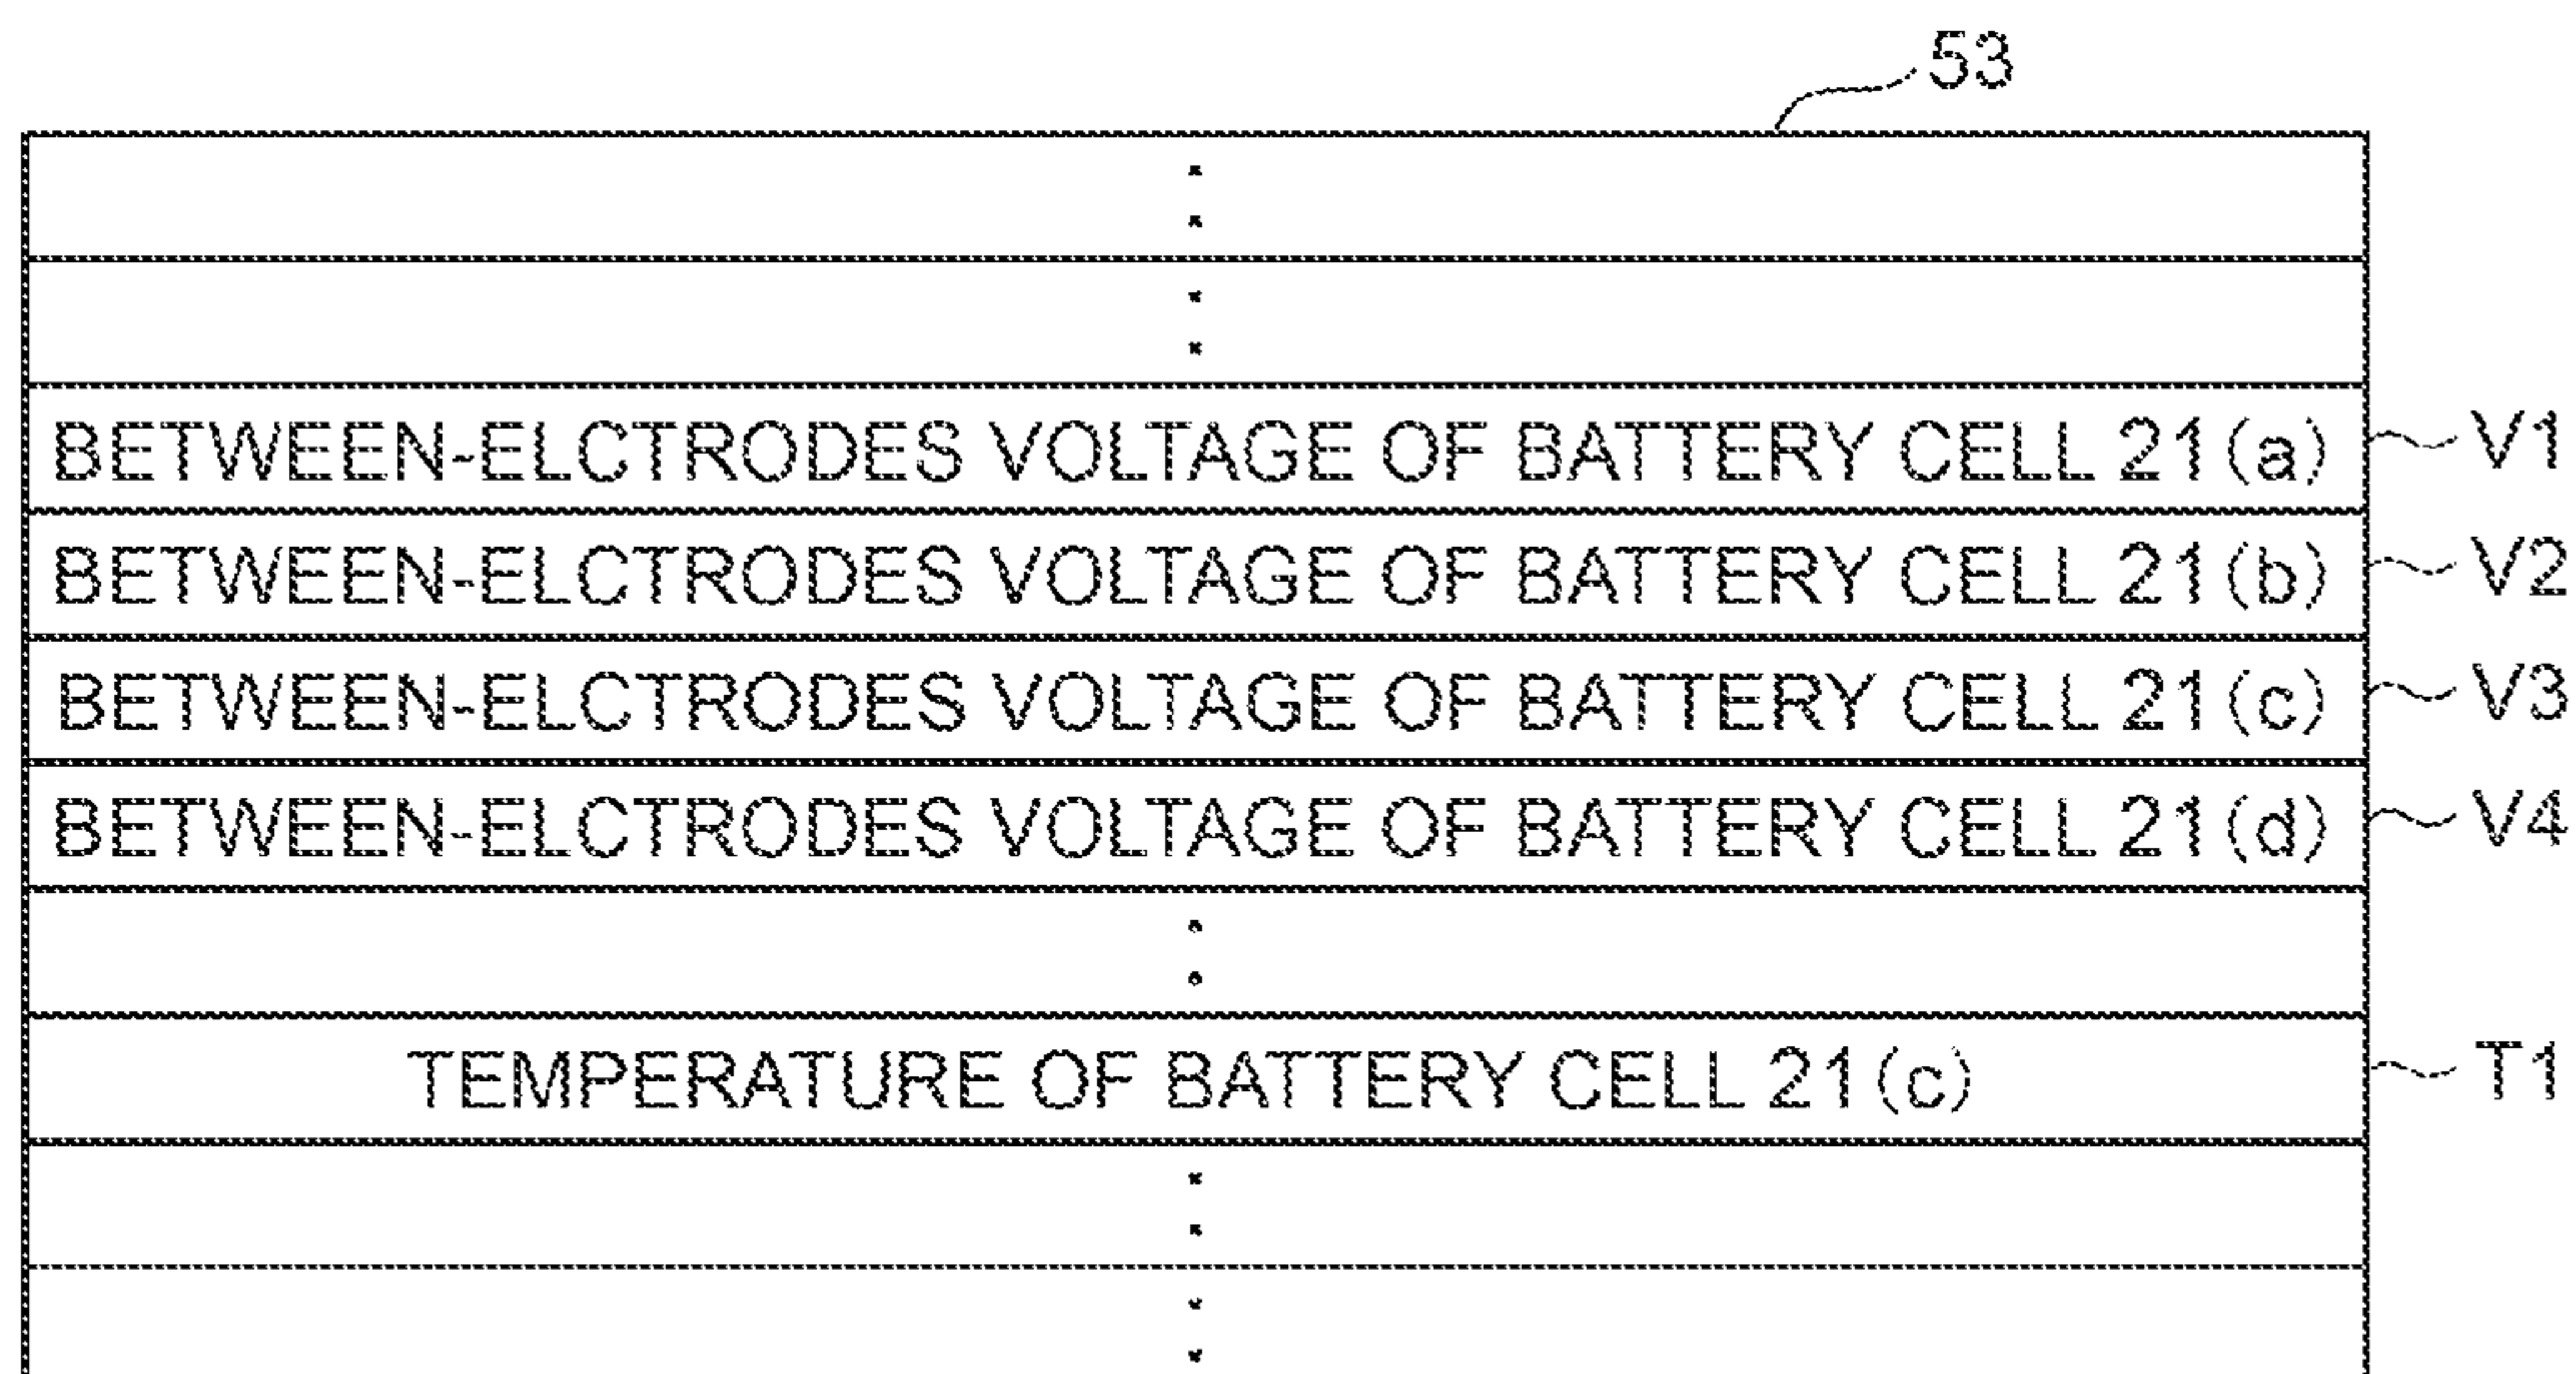 53
BETWEEN-ELCTRODES VOLTAGE OF BATTERY CELL 21(a) V1
BETWEEN-ELCTRODES VOLTAGE OF BATTERY CELL 21(b) V2
BETWEEN-ELCTRODES VOLTAGE OF BATTERY CELL 21(c) V3
BETWEEN-ELCTRODES VOLTAGE OF BATTERY CELL 21(d) V4
TEMPERATURE OF BATTERY CELL 21(c) T1